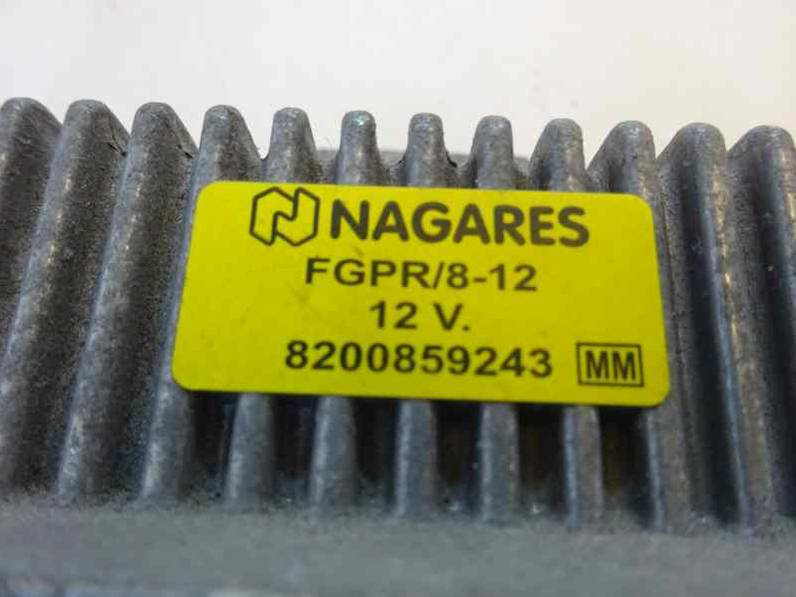 NAGARES
FGPR/8-12
12 V.
8200859243 MM